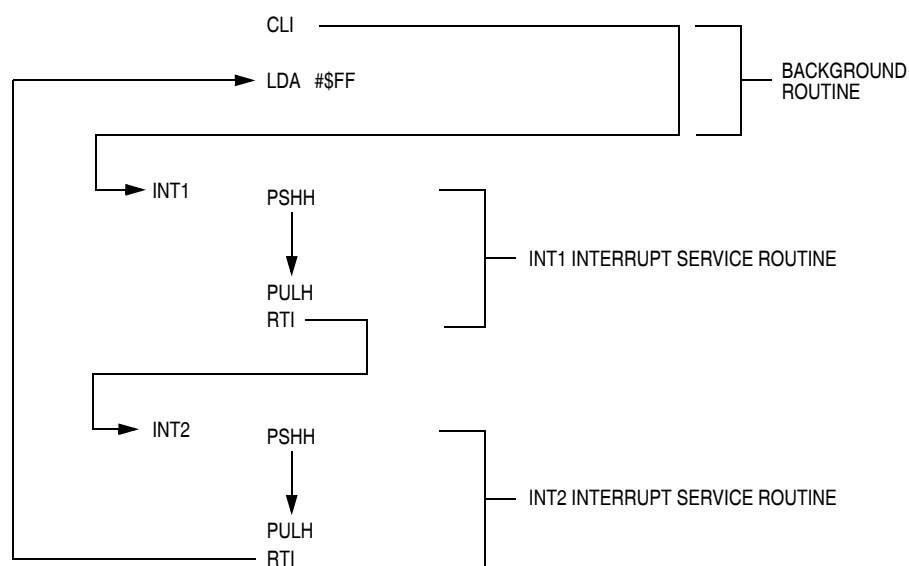 CLI
LDA #$FF
BACKGROUND
ROUTINE
INT1
PSHH
INT1 INTERRUPT SERVICE ROUTINE
PULH
RTI
INT2
PSHH
INT2 INTERRUPT SERVICE ROUTINE
PULH
RTI